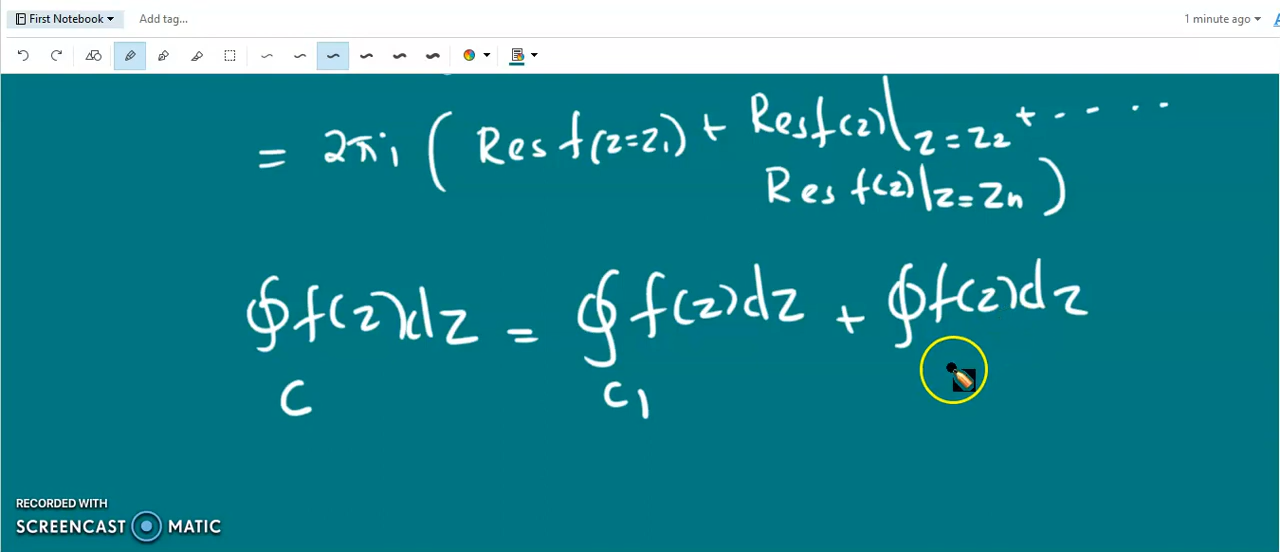 First Notebook Add tag... 1 minute ago
= 2πi ( Res f(z=z1) + Res f(z)|z=z2 + - - · ·
Res f(z)|z=zn )
∮f(z)dz = ∮f(z)dz + ∮f(z)dz
C C1
RECORDED WITH
SCREENCAST MATIC